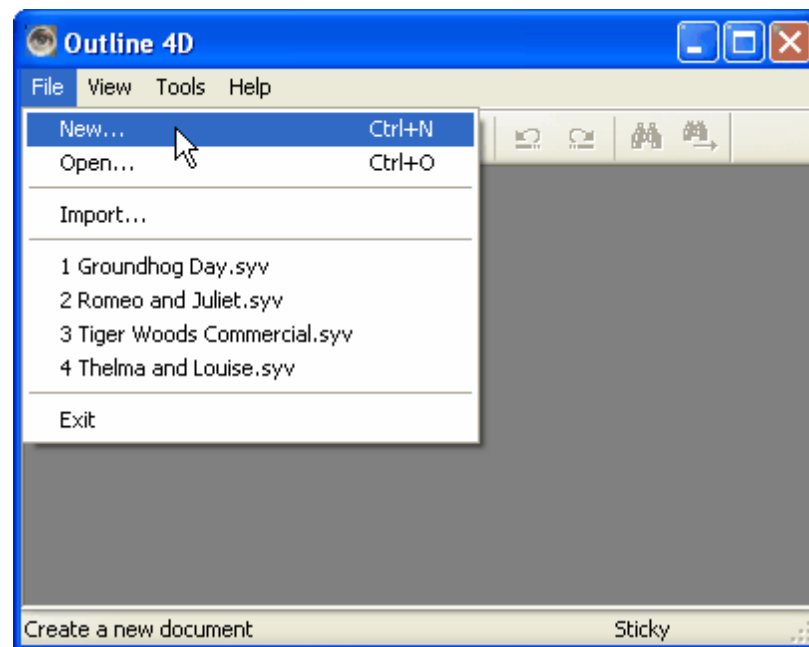 Outline 4D
File View Tools Help
New... Ctrl+N
Open... Ctrl+O
Import...
1 Groundhog Day.syv
2 Romeo and Juliet.syv
3 Tiger Woods Commercial.syv
4 Thelma and Louise.syv
Exit
Create a new document Sticky